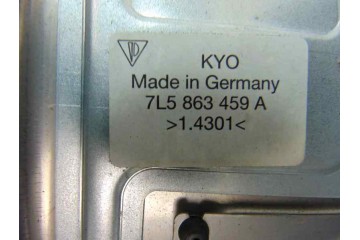 KYO
Made in Germany
7L5 863 459 A
>1.4301<